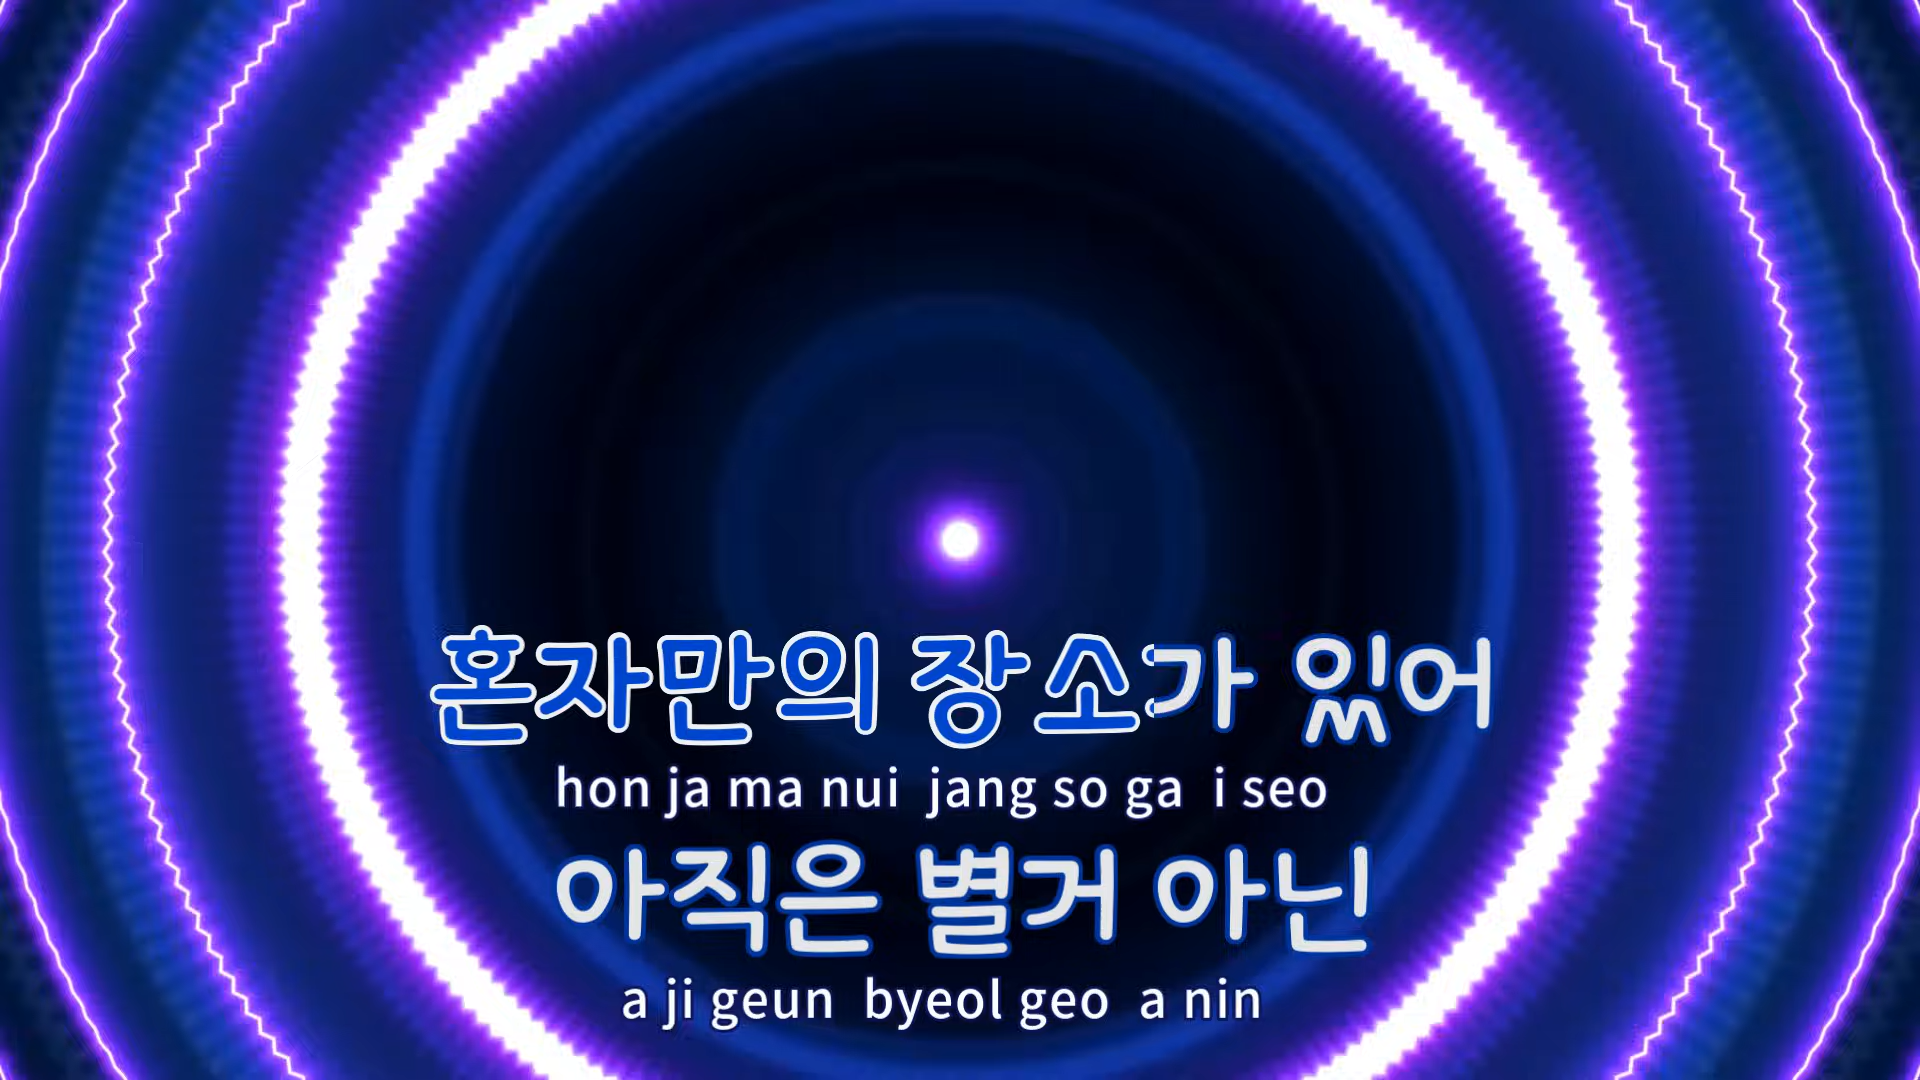 혼자만의 장소가 있어
hon ja ma nui jang so ga i seo
아직은 별거 아닌
a ji geun byeol geo a nin